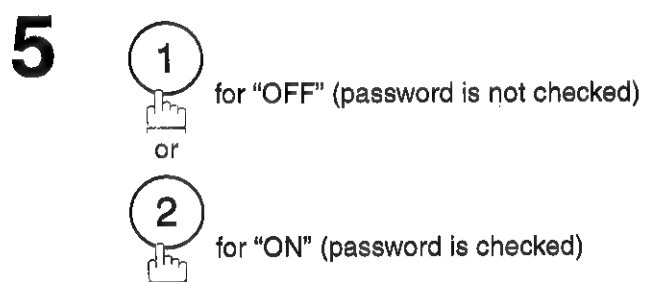 5
1
for “OFF” (password is not checked)
or
2
for “ON” (password is checked)